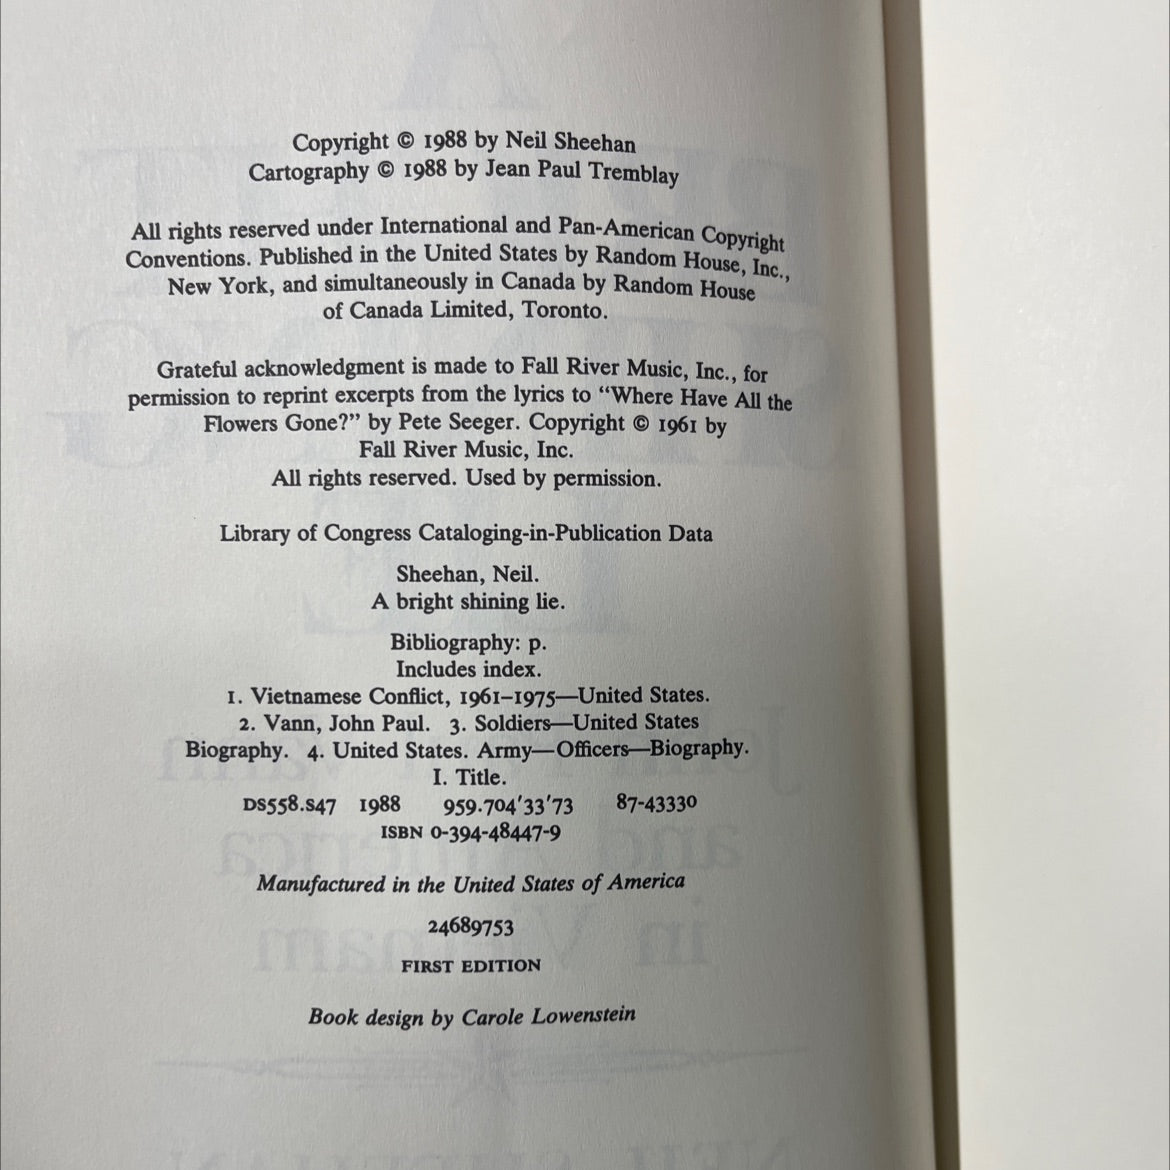 Copyright © 1988 by Neil Sheehan
Cartography © 1988 by Jean Paul Tremblay
All rights reserved under International and Pan-American Copyright
Conventions. Published in the United States by Random House, Inc.,
New York, and simultaneously in Canada by Random House
of Canada Limited, Toronto.
Grateful acknowledgment is made to Fall River Music, Inc., for
permission to reprint excerpts from the lyrics to “Where Have All the
Flowers Gone?” by Pete Seeger. Copyright © 1961 by
Fall River Music, Inc.
All rights reserved. Used by permission.
Library of Congress Cataloging-in-Publication Data
Sheehan, Neil.
A bright shining lie.
Bibliography: p.
Includes index.
1. Vietnamese Conflict, 1961–1975—United States.
2. Vann, John Paul. 3. Soldiers—United States
Biography. 4. United States. Army—Officers—Biography.
I. Title.
DS558.S47 1988 959.704′33′73 87-43330
ISBN 0-394-48447-9
Manufactured in the United States of America
24689753
FIRST EDITION
Book design by Carole Lowenstein